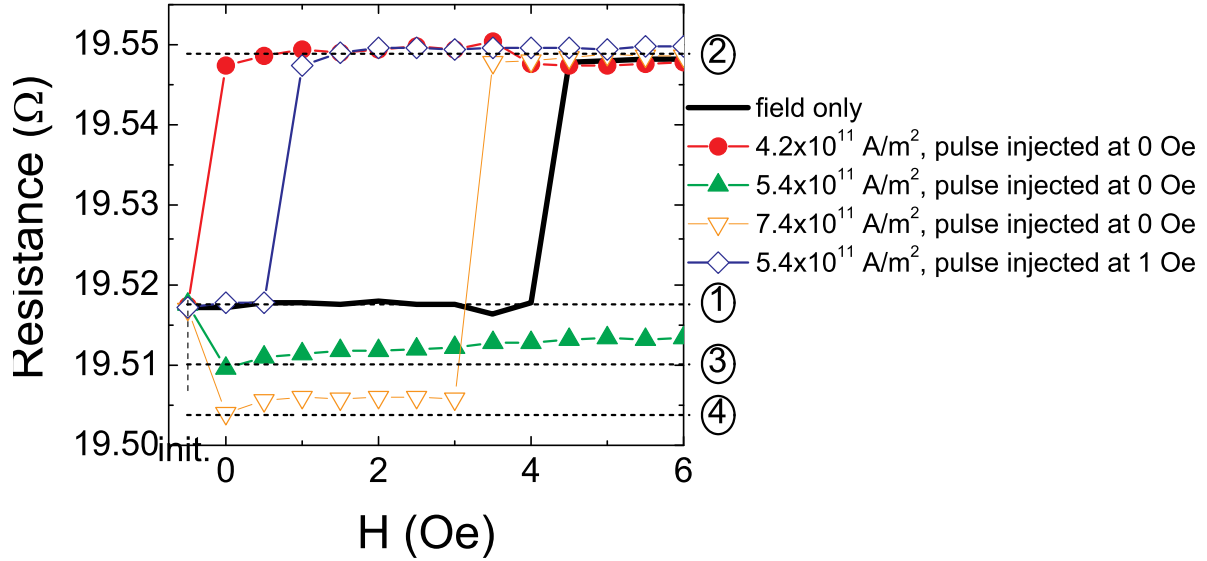 Resistance (Ω)
19.55
19.54
19.53
19.52
19.51
19.50
init.
0
2
4
6
H (Oe)
②
①
③
④
field only
4.2x10¹¹ A/m², pulse injected at 0 Oe
5.4x10¹¹ A/m², pulse injected at 0 Oe
7.4x10¹¹ A/m², pulse injected at 0 Oe
5.4x10¹¹ A/m², pulse injected at 1 Oe